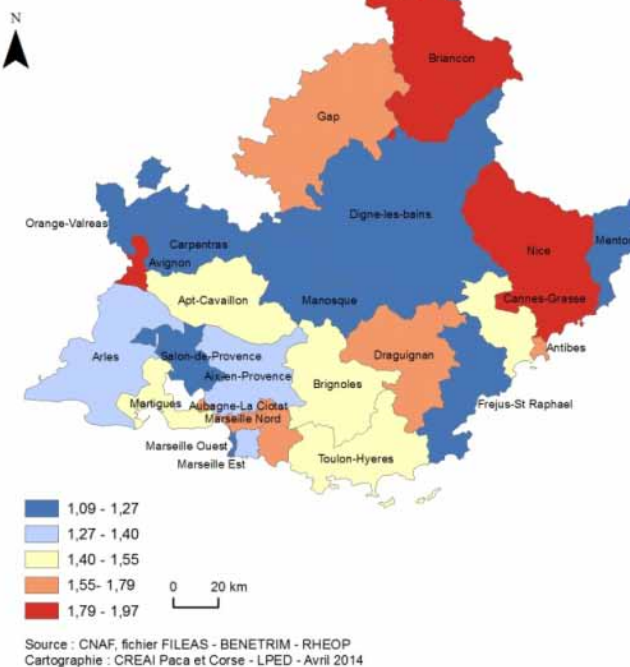 N
Briancon
Gap
Digne-les-bains
Orange-Valreas
Carpentras
Nice
Avignon
Apt-Cavaillon
Manosque
Cannes-Grasse
Arles
Salon-de-Provence
Draguignan
Antibes
Aix-en-Provence
Brignoles
Martigues
Aubagne-La Ciotat
Frejus-St Raphael
Marseille Nord
Marseille Ouest
Marseille Est
Toulon-Hyeres
1,09 - 1,27
1,27 - 1,40
1,40 - 1,55
1,55- 1,79
0 20 km
1,79 - 1,97
Source : CNAF, fichier FILEAS - BENETRIM - RHEOP
Cartographie : CREAI Paca et Corse - LPED - Avril 2014